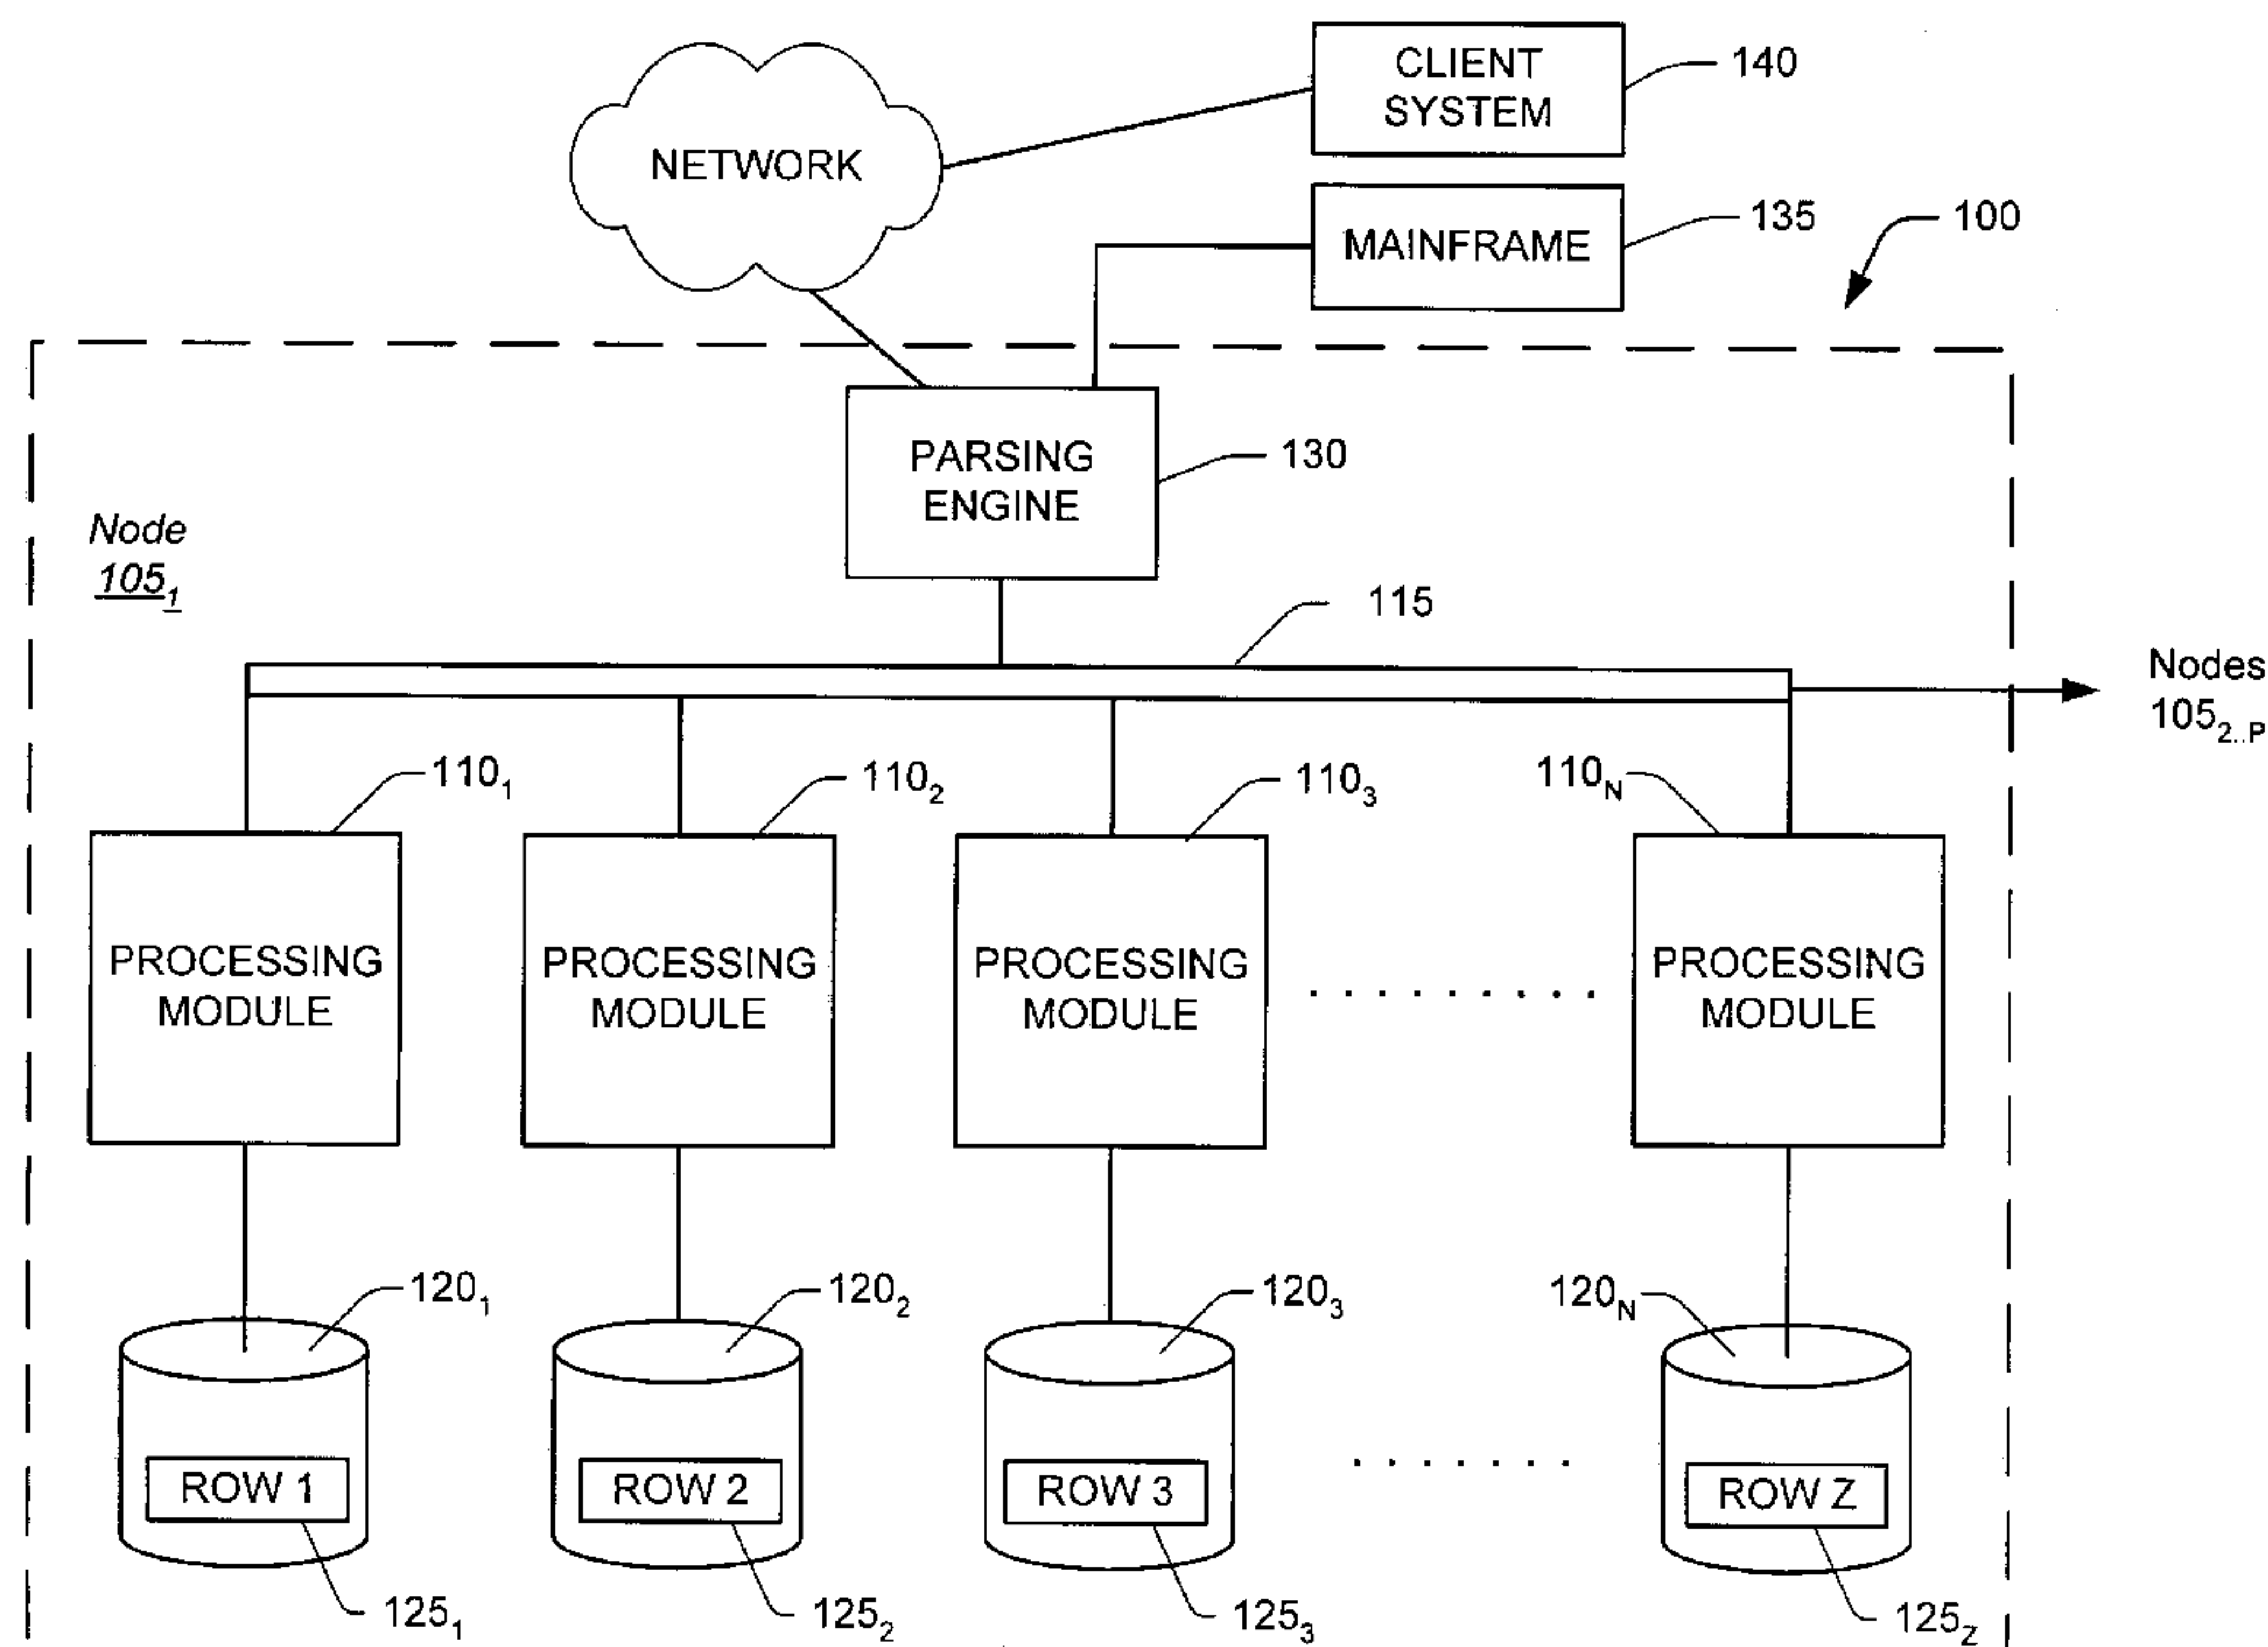 CLIENT
SYSTEM
140
NETWORK
MAINFRAME
135
100
PARSING
ENGINE
130
Node
105₁
115
Nodes
105₂..P
110₁
110₂
110₃
110N
PROCESSING
MODULE
PROCESSING
MODULE
PROCESSING
MODULE
PROCESSING
MODULE
120₁
120₂
120₃
120N
ROW 1
ROW 2
ROW 3
ROW Z
125₁
125₂
125₃
125Z